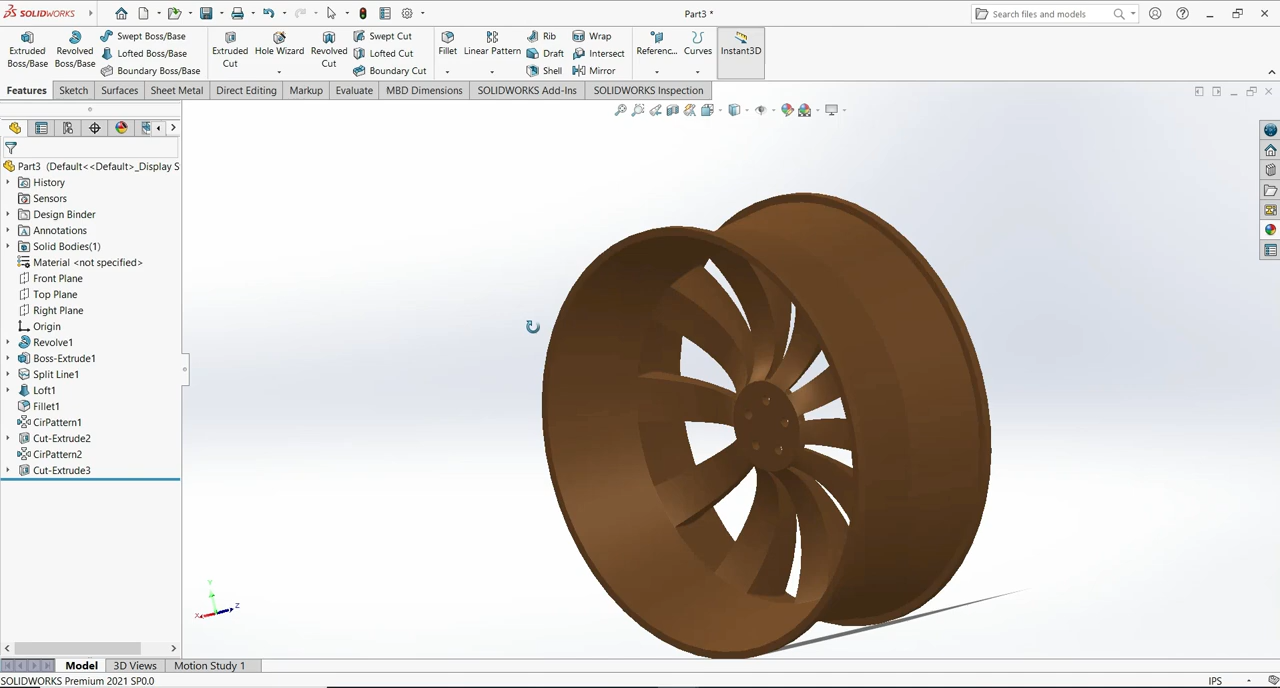 SOLIDWORKS
Part3 *
Search files and models
Extruded Boss/Base
Revolved Boss/Base
Swept Boss/Base
Lofted Boss/Base
Boundary Boss/Base
Extruded Cut
Hole Wizard
Revolved Cut
Swept Cut
Lofted Cut
Boundary Cut
Fillet
Linear Pattern
Rib
Draft
Shell
Wrap
Intersect
Mirror
Referenc...
Curves
Instant3D
Features
Sketch
Surfaces
Sheet Metal
Direct Editing
Markup
Evaluate
MBD Dimensions
SOLIDWORKS Add-Ins
SOLIDWORKS Inspection
Part3 (Default<<Default>_Display S
History
Sensors
Design Binder
Annotations
Solid Bodies(1)
Material <not specified>
Front Plane
Top Plane
Right Plane
Origin
Revolve1
Boss-Extrude1
Split Line1
Loft1
Fillet1
CirPattern1
Cut-Extrude2
CirPattern2
Cut-Extrude3
Y
X
Z
Model
3D Views
Motion Study 1
SOLIDWORKS Premium 2021 SP0.0
IPS